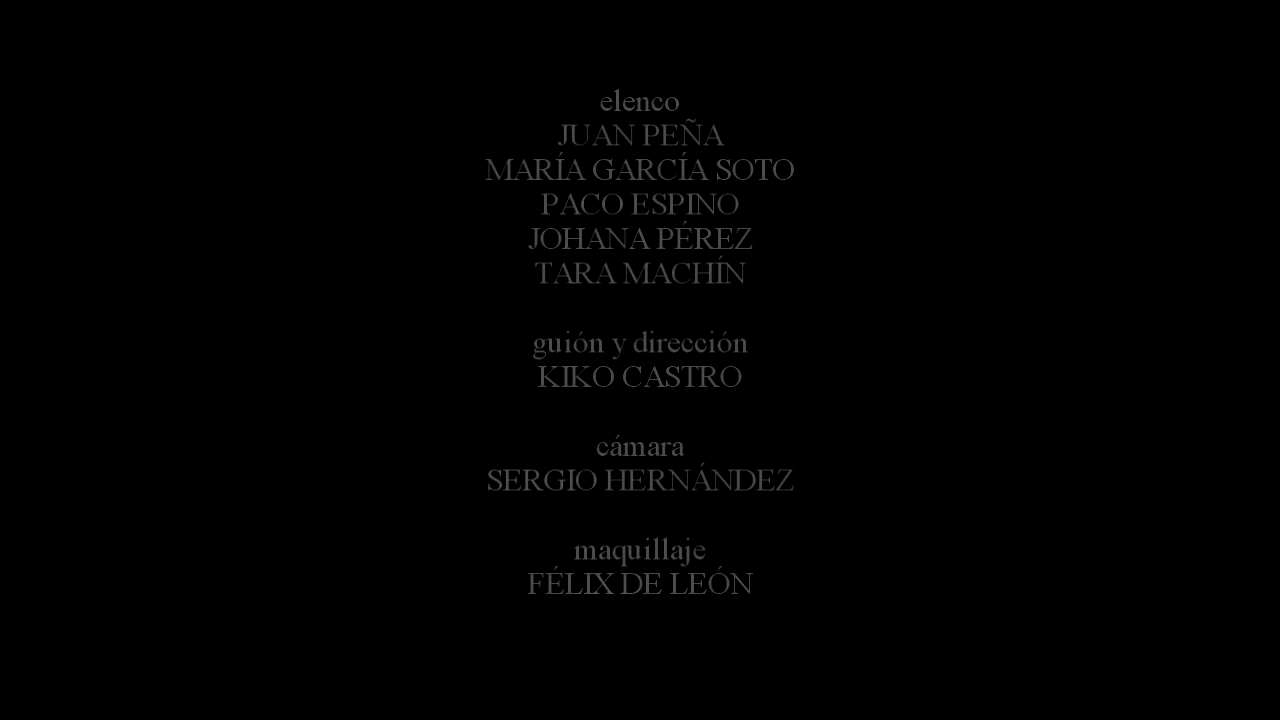 elenco
JUAN PEÑA
MARÍA GARCÍA SOTO
PACO ESPINO
JOHANA PÉREZ
TARA MACHÍN
guión y dirección
KIKO CASTRO
cámara
SERGIO HERNÁNDEZ
maquillaje
FÉLIX DE LEÓN